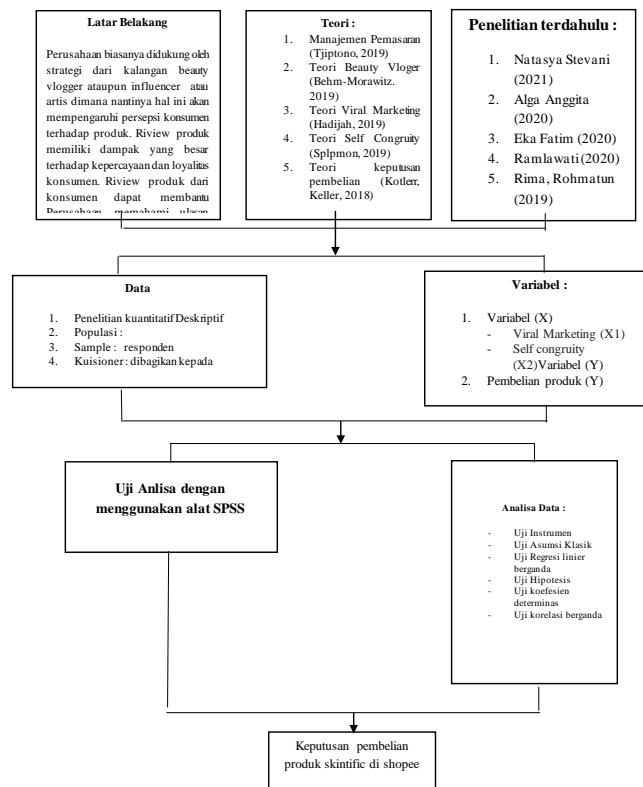 Latar Belakang
Perusahaan biasanya didukung oleh
strategi dari kalangan beauty
vlogger ataupun influencer atau
artis dimana nantinya hal ini akan
mempengaruhi persepsi konsumen
terhadap produk. Riview produk
memiliki dampak yang besar
terhadap kepercayaan dan loyalitas
konsumen. Riview produk dari
konsumen dapat membantu
Perusahaan memahami ulasan
Teori :
1. Manajemen Pemasaran
(Tjiptono, 2019)
2. Teori Beauty Vloger
(Behm-Morawitz.
2019)
3. Teori Viral Marketing
(Hadijah, 2019)
4. Teori Self Congruity
(Splpmon, 2019)
5. Teori keputusan
pembelian (Kotlerr,
Keller, 2018)
Penelitian terdahulu :
1. Natasya Stevani
(2021)
2. Alga Anggita
(2020)
3. Eka Fatim (2020)
4. Ramlawati (2020)
5. Rima, Rohmatun
(2019)
Data
1. Penelitian kuantitatif Deskriptif
2. Populasi :
3. Sample : responden
4. Kuisioner : dibagikan kepada
Variabel :
1. Variabel (X)
- Viral Marketing (X1)
- Self congruity
(X2)Variabel (Y)
2. Pembelian produk (Y)
Uji Anlisa dengan
menggunakan alat SPSS
Analisa Data :
- Uji Instrumen
- Uji Asumsi Klasik
- Uji Regresi linier
berganda
- Uji Hipotesis
- Uji koefesien
determinas
- Uji korelasi berganda
Keputusan pembelian
produk skintific di shopee